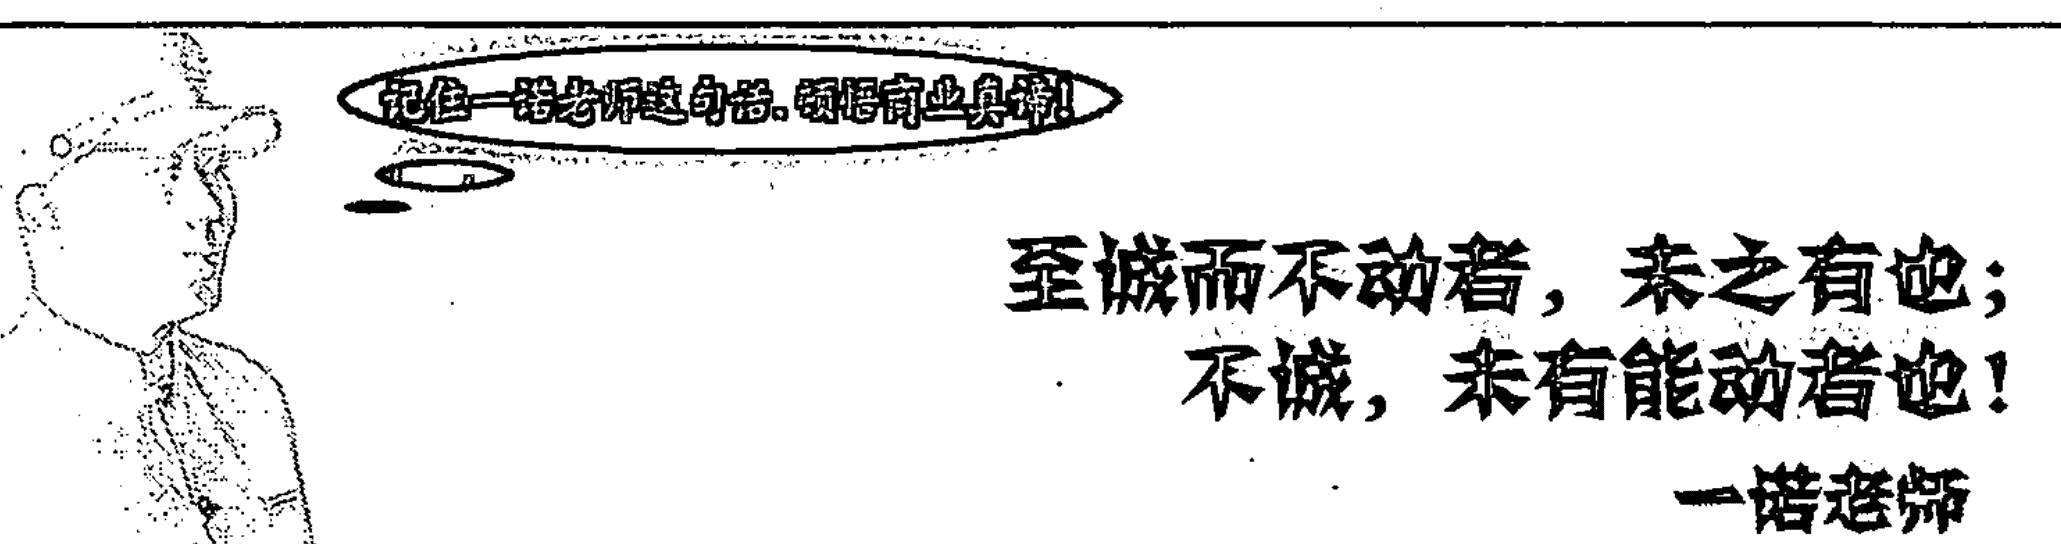 记住一诺老师这句话.领悟商业真谛!
至诚而不动者，未之有也；
不诚，未有能动者也！
一诺老师